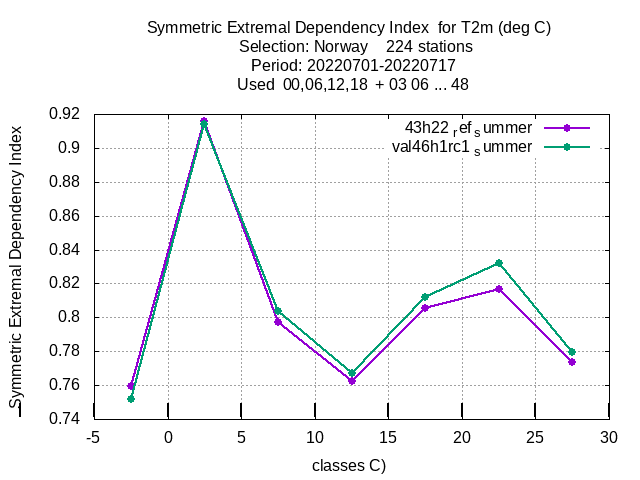 Symmetric Extremal Dependency Index  for T2m (deg C)
Selection: Norway    224 stations
Period: 20220701-20220717
Used  00,06,12,18  + 03 06 ... 48
43h22 ref summer
val46h1rc1 summer
Symmetric Extremal Dependency Index
0.92
0.9
0.88
0.86
0.84
0.82
0.8
0.78
0.76
0.74
-5 0 5 10 15 20 25 30
classes C)